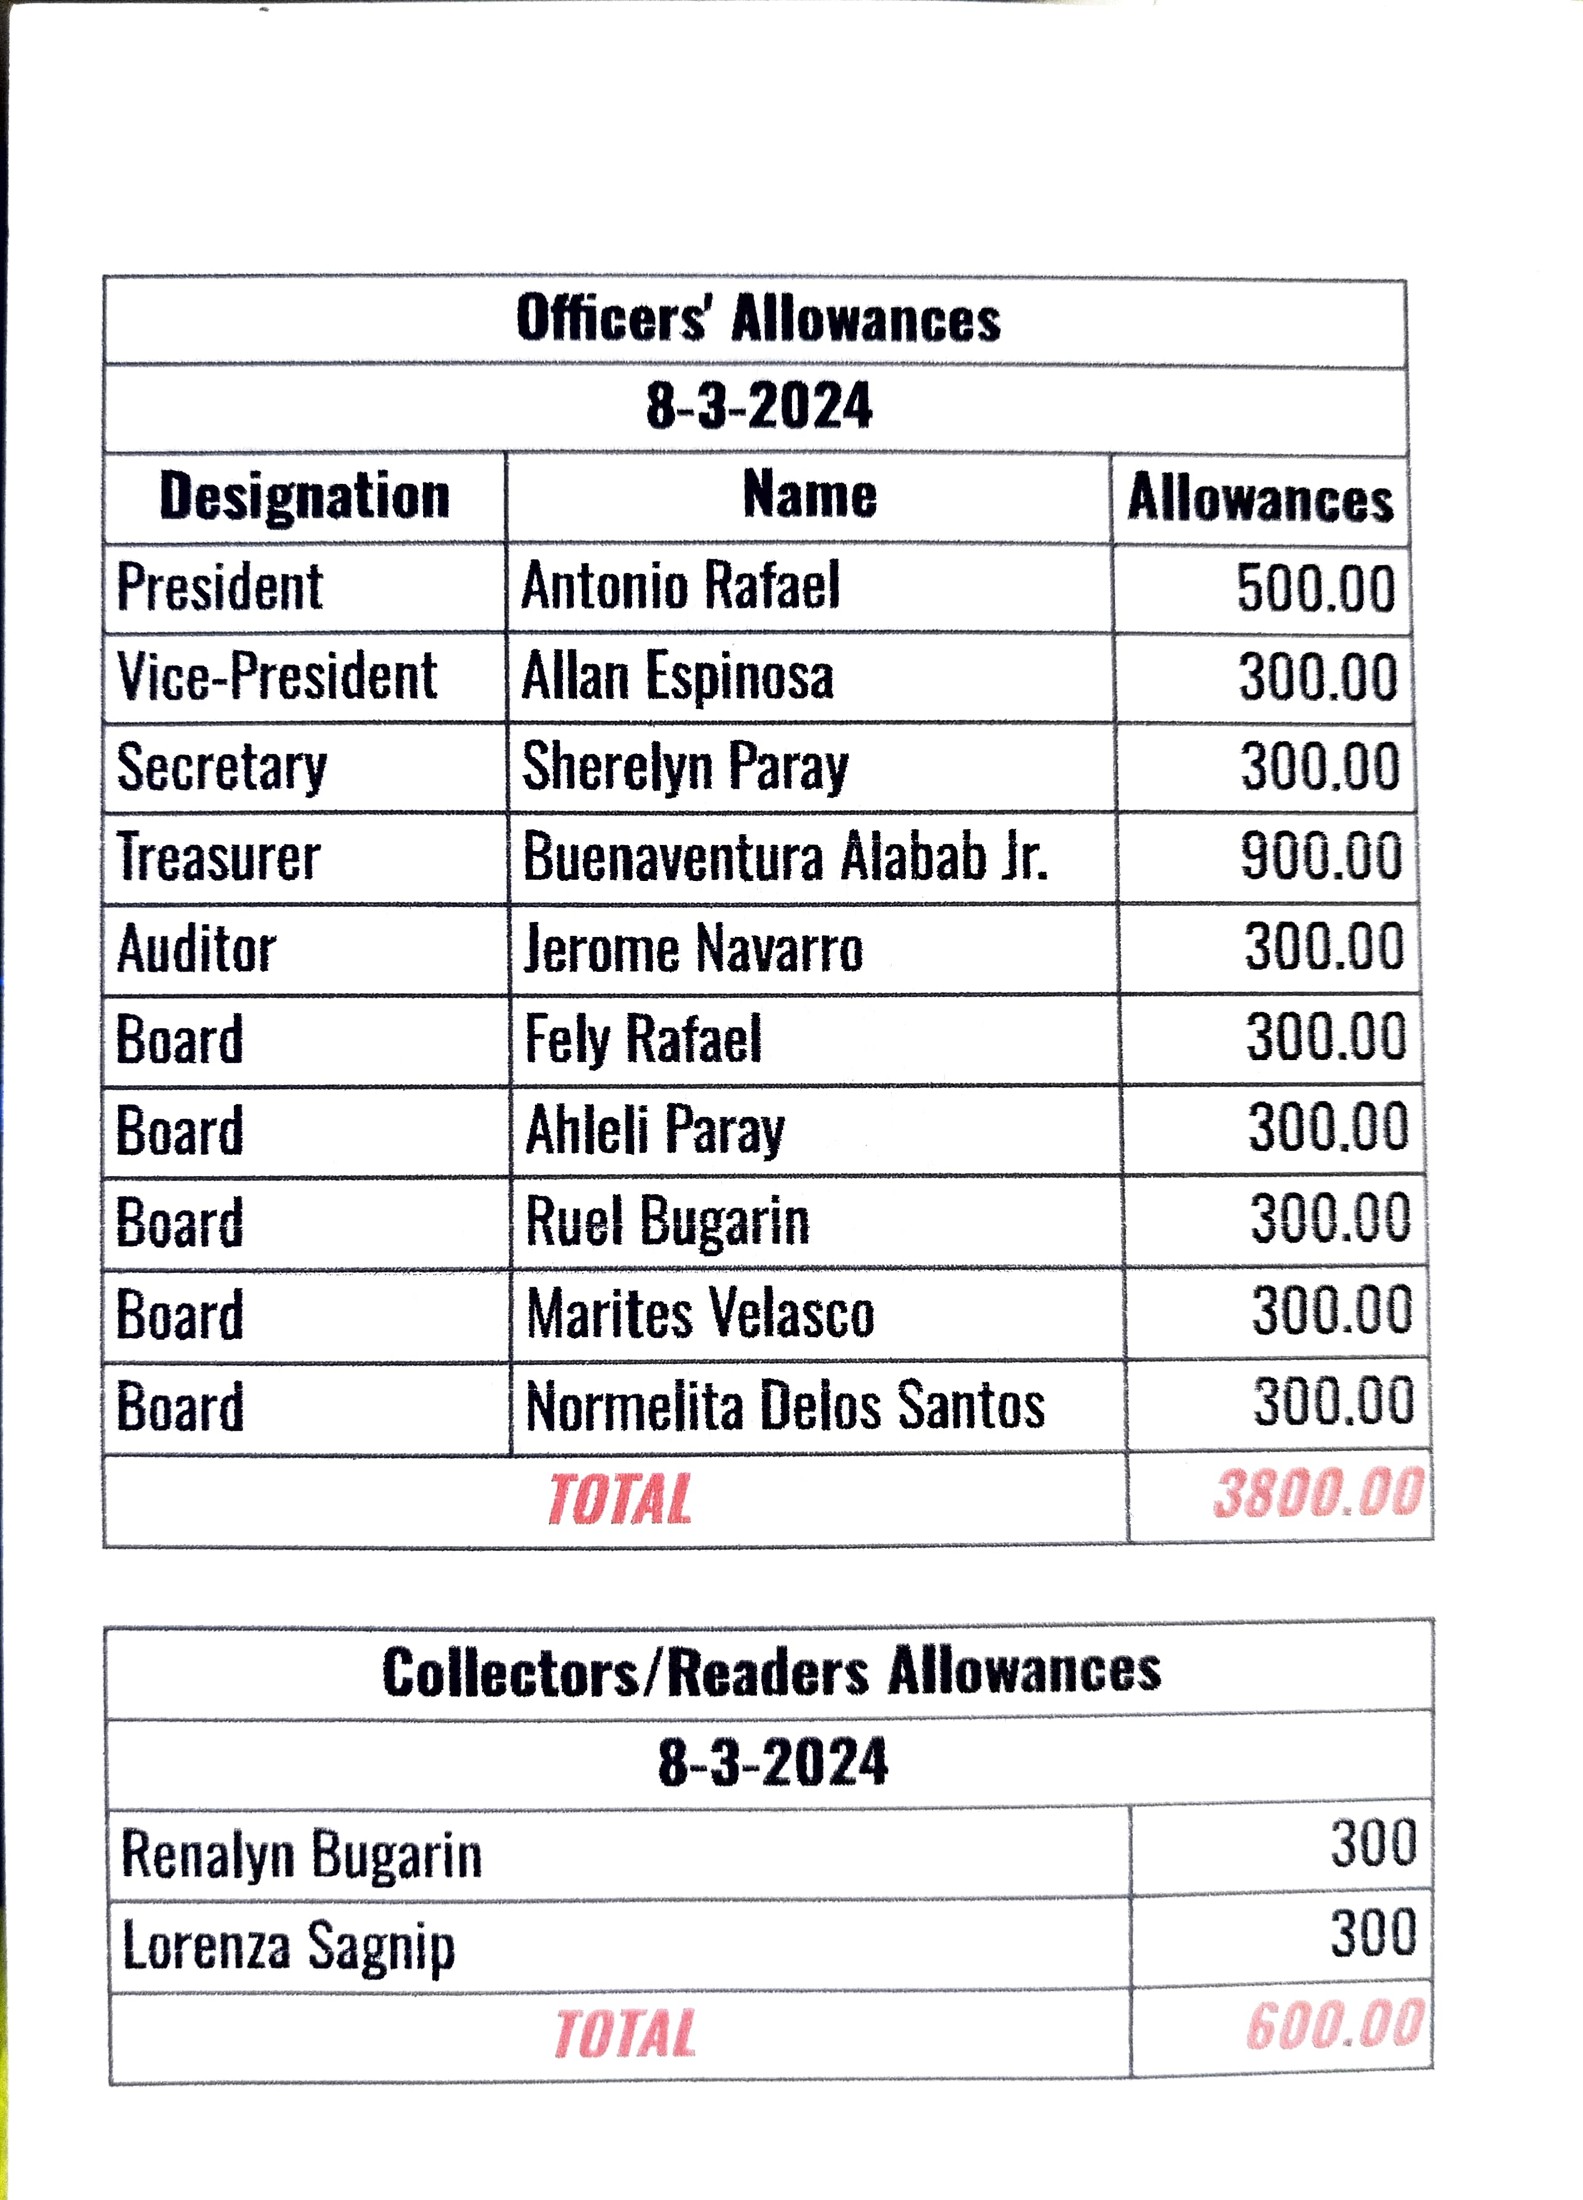 Officers' Allowances
8-3-2024
Designation Name Allowances
President Antonio Rafael 500.00
Vice-President Allan Espinosa 300.00
Secretary Sherelyn Paray 300.00
Treasurer Buenaventura Alabab Jr. 900.00
Auditor Jerome Navarro 300.00
Board Fely Rafael 300.00
Board Ahleli Paray 300.00
Board Ruel Bugarin 300.00
Board Marites Velasco 300.00
Board Normelita Delos Santos 300.00
TOTAL 3800.00
Collectors/Readers Allowances
8-3-2024
Renalyn Bugarin 300
Lorenza Sagnip 300
TOTAL 600.00